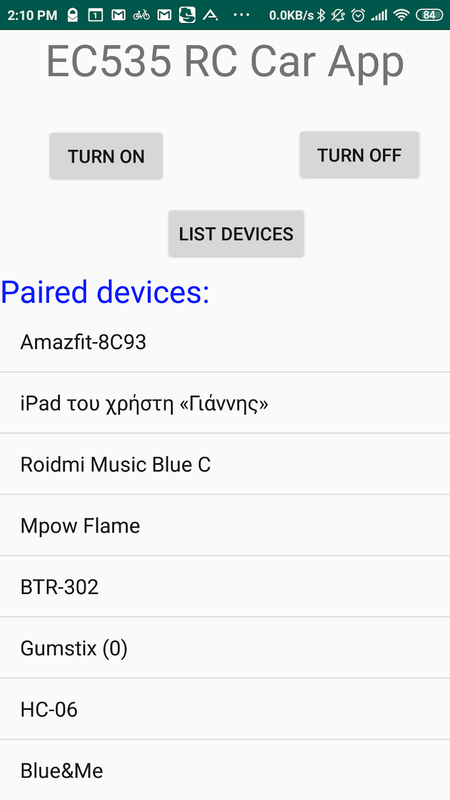 2:10 PM 0.0KB/s 84
EC535 RC Car App
TURN ON TURN OFF
LIST DEVICES
Paired devices:
Amazfit-8C93
iPad του χρήστη «Γιάννης»
Roidmi Music Blue C
Mpow Flame
BTR-302
Gumstix (0)
HC-06
Blue&Me